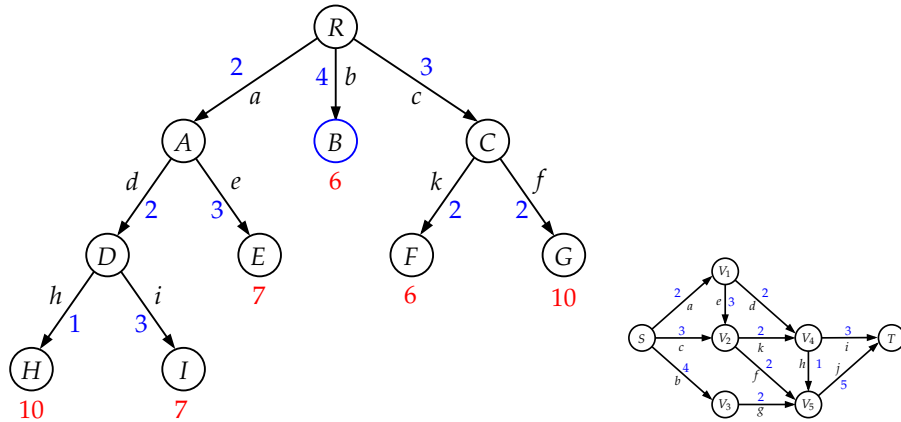 R
2 4 b 3
a c
A B C
6
d e k f
2 3 2 2
D E F G
7 6 10
h i
1 3
H I
10 7
V1
2 2
a e 3 d
S 3 V2 2 V4 3 T
c k i
4 2 h 1 j
b f 5
V3 2 V5
g